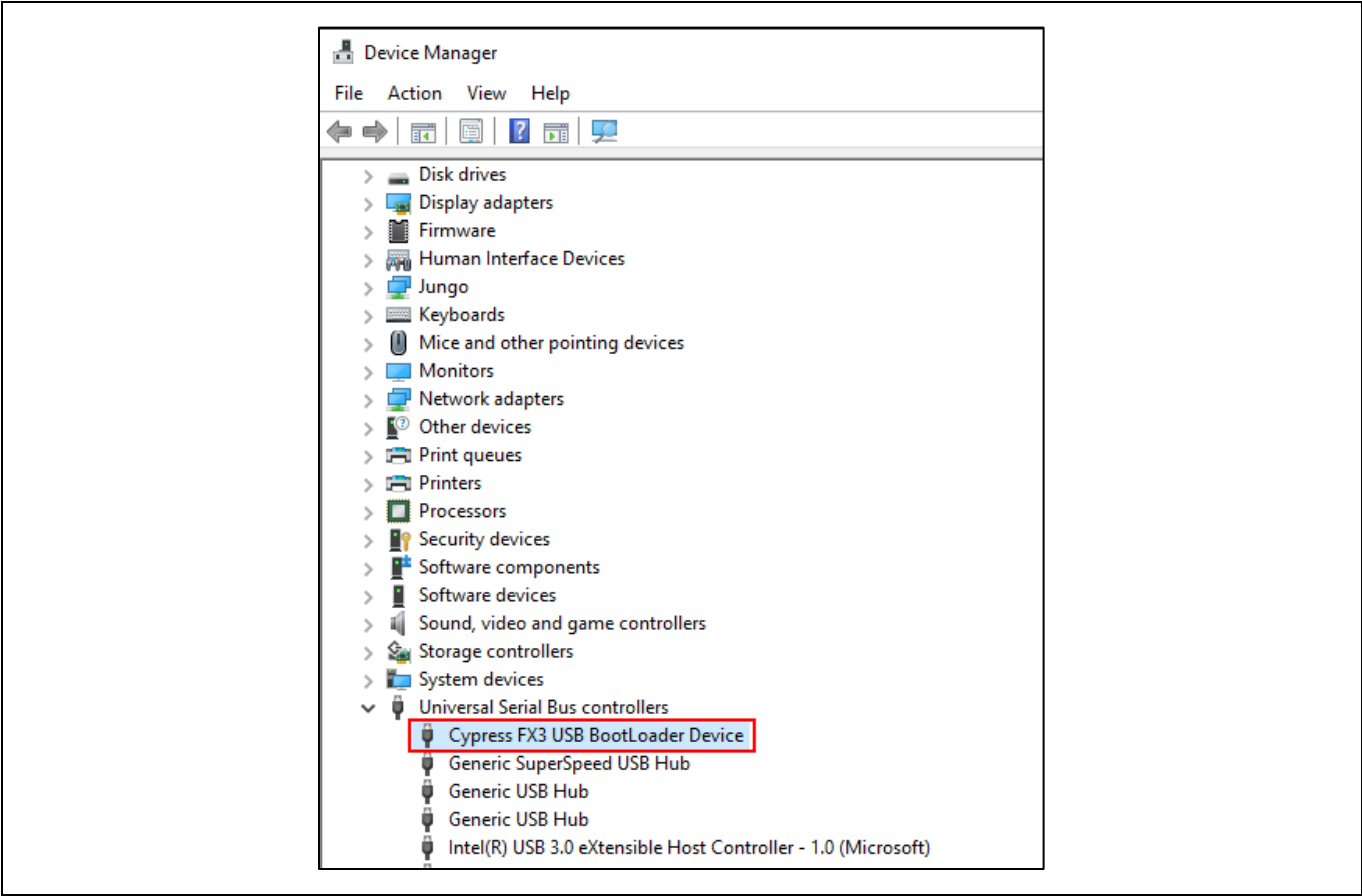 Device Manager
File Action View Help
Disk drives
Display adapters
Firmware
Human Interface Devices
Jungo
Keyboards
Mice and other pointing devices
Monitors
Network adapters
Other devices
Print queues
Printers
Processors
Security devices
Software components
Software devices
Sound, video and game controllers
Storage controllers
System devices
Universal Serial Bus controllers
Cypress FX3 USB BootLoader Device
Generic SuperSpeed USB Hub
Generic USB Hub
Generic USB Hub
Intel(R) USB 3.0 eXtensible Host Controller - 1.0 (Microsoft)